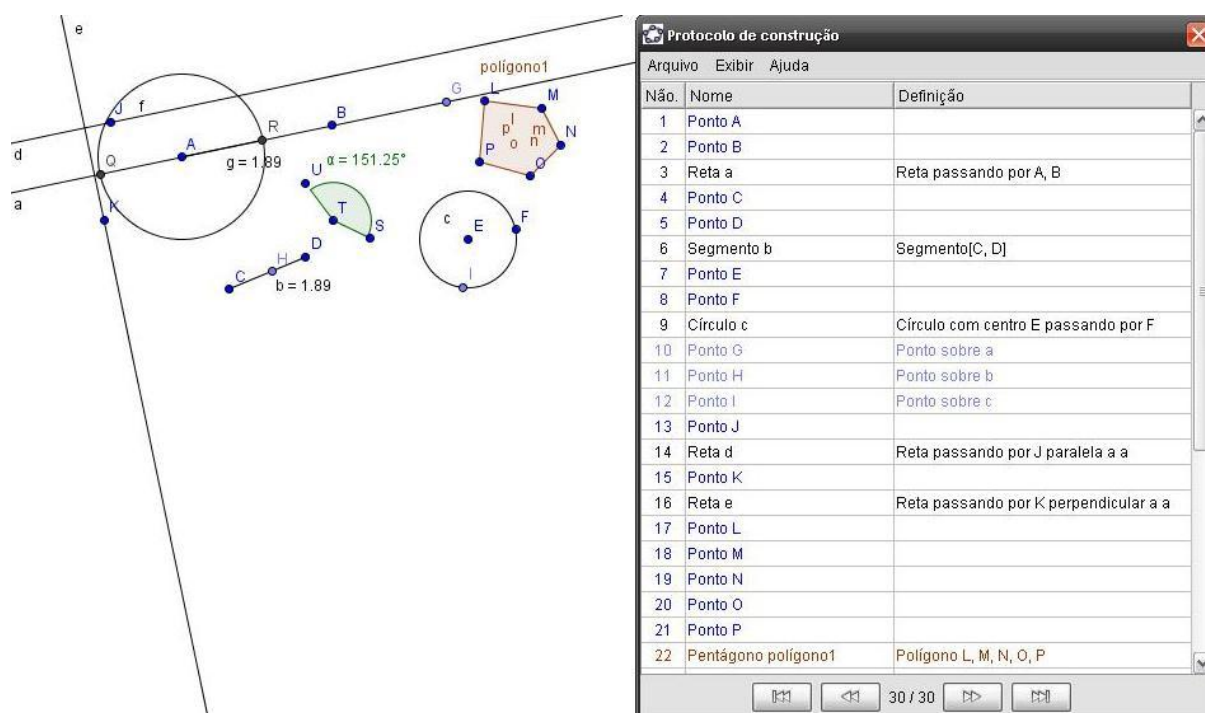 e
polígono1
J
f
G
L
M
B
R
p
l
m
N
A
d
Q
g = 1.89
α = 151.25°
o
n
P
O
U
a
K
T
c
F
S
E
D
H
C
I
b = 1.89
Protocolo de construção
Arquivo Exibir Ajuda
Não. Nome Definição
1 Ponto A
2 Ponto B
3 Reta a Reta passando por A, B
4 Ponto C
5 Ponto D
6 Segmento b Segmento[C, D]
7 Ponto E
8 Ponto F
9 Círculo c Círculo com centro E passando por F
10 Ponto G Ponto sobre a
11 Ponto H Ponto sobre b
12 Ponto I Ponto sobre c
13 Ponto J
14 Reta d Reta passando por J paralela a a
15 Ponto K
16 Reta e Reta passando por K perpendicular a a
17 Ponto L
18 Ponto M
19 Ponto N
20 Ponto O
21 Ponto P
22 Pentágono polígono1 Polígono L, M, N, O, P
30 / 30